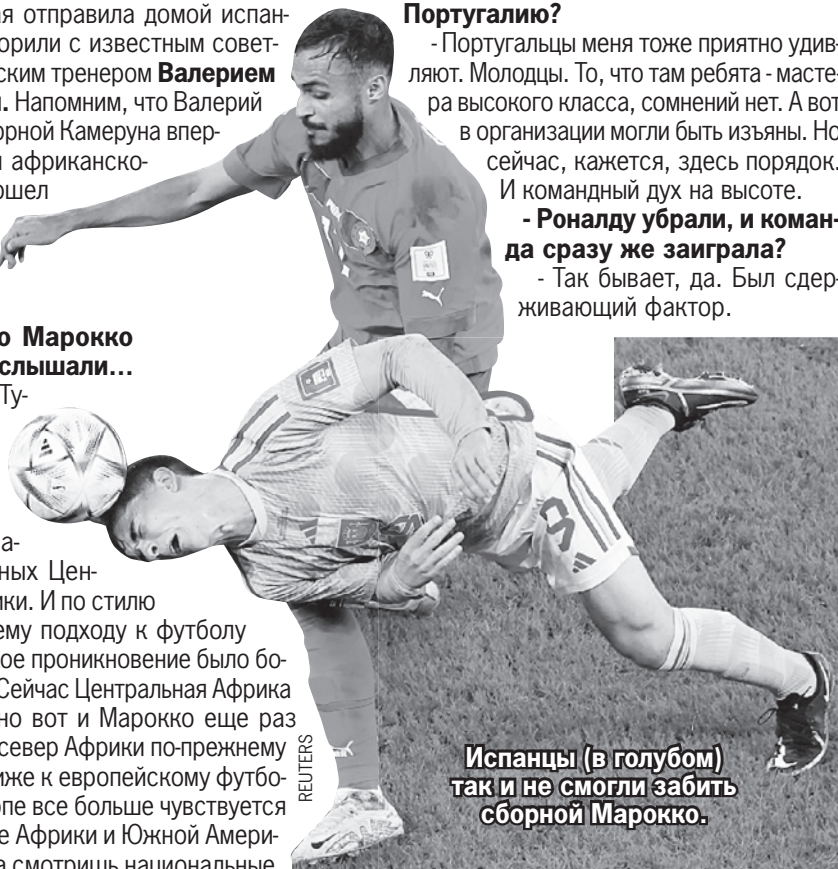 ая отправила домой испан-
орили с известным совет-
ским тренером Валерием
Напомним, что Валерий
орной Камеруна впер-
африканско-
ошел
о Марокко
слышали...
Ту-
а-
ных Цен-
ики. И по стилю
ему подходу к футболу
ое проникновение было бо-
Сейчас Центральная Африка
но вот и Марокко еще раз
север Африки по-прежнему
иже к европейскому футбо-
опе все больше чувствуется
е Африки и Южной Амери-
а смотришь национальные
Португалию?
- Португальцы меня тоже приятно удив-
ляют. Молодцы. То, что там ребята - масте-
ра высокого класса, сомнений нет. А вот
в организации могли быть изъяны. Но
сейчас, кажется, здесь порядок.
И командный дух на высоте.
- Роналду убрали, и коман-
да сразу же заиграла?
- Так бывает, да. Был сдер-
живающий фактор.
REUTERS
Испанцы (в голубом)
так и не смогли забить
сборной Марокко.